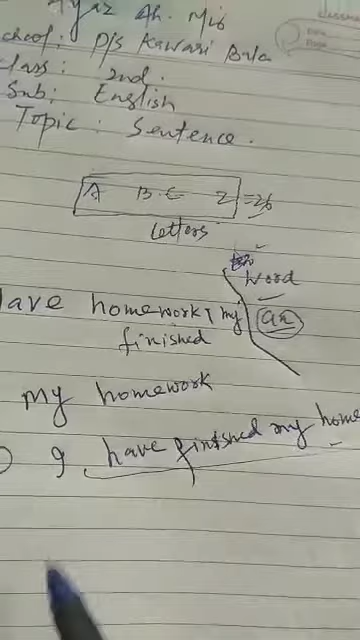 Ayaz Ah. Mir
chool: P/s Kawari Bala
Class: 2nd.
Sub: English
Topic: Sentence.
A B C Z = 26
Letters
word
Have homework, my an
finished
My homework
I have finished my home